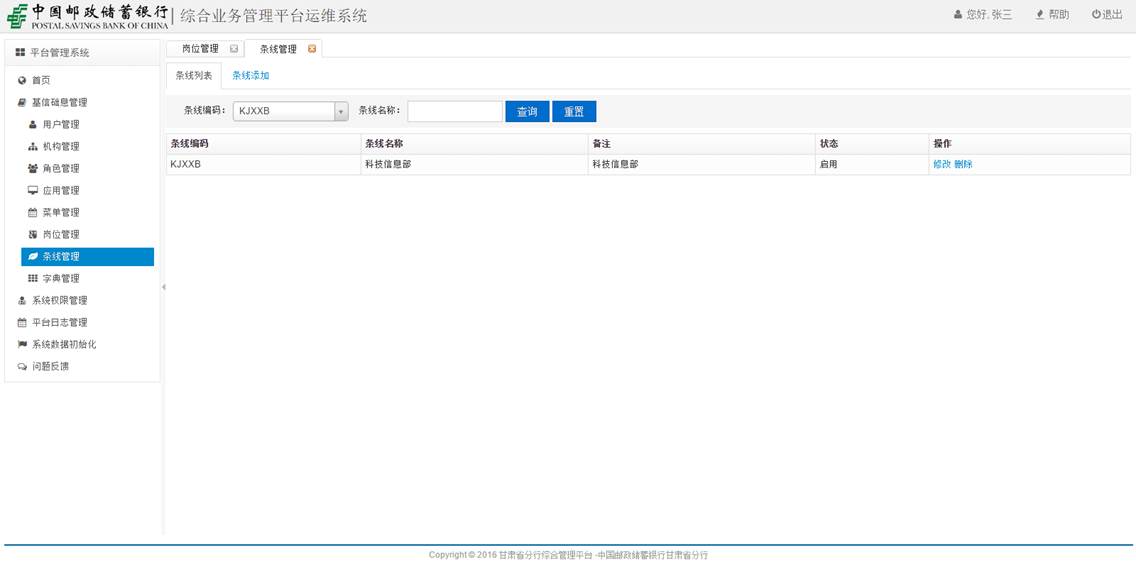 中国邮政储蓄银行 POSTAL SAVINGS BANK OF CHINA | 综合业务管理平台运维系统 您好, 张三 帮助 退出
平台管理系统
首页
基信础息管理
用户管理
机构管理
角色管理
应用管理
菜单管理
岗位管理
条线管理
字典管理
系统权限管理
平台日志管理
系统数据初始化
问题反馈
岗位管理 条线管理
条线列表 条线添加
条线编码: KJXXB 条线名称: 查询 重置
条线编码 条线名称 备注 状态 操作
KJXXB 科技信息部 科技信息部 启用 修改 删除
Copyright © 2016 甘肃省分行综合管理平台 -中国邮政储蓄银行甘肃省分行